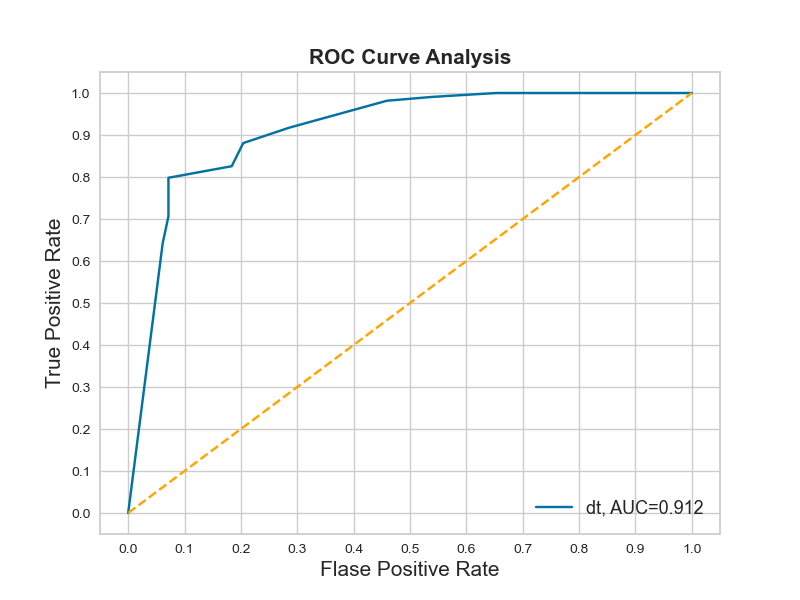 ROC Curve Analysis
1.0
0.9
0.8
0.7
0.6
0.5
0.4
0.3
0.2
0.1
0.0
True Positive Rate
dt, AUC=0.912
0.0 0.1 0.2 0.3 0.4 0.5 0.6 0.7 0.8 0.9 1.0
Flase Positive Rate